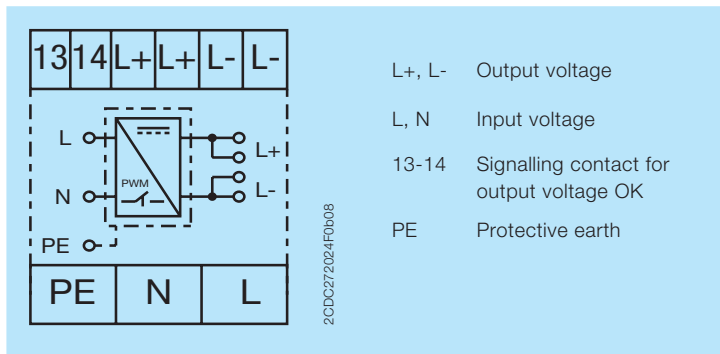 13 14 L+ L+ L- L-
L
L+
PWM
N
L-
PE
PE N L
2CDC272024F0b08
L+, L- Output voltage
L, N Input voltage
13-14 Signalling contact for
output voltage OK
PE Protective earth